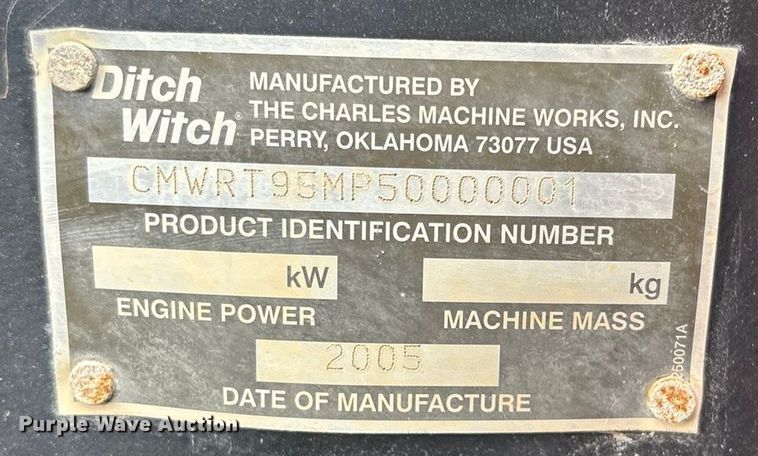 Ditch Witch®
MANUFACTURED BY
THE CHARLES MACHINE WORKS, INC.
PERRY, OKLAHOMA 73077 USA
CMWRT95MP50000001
PRODUCT IDENTIFICATION NUMBER
kW
ENGINE POWER
kg
MACHINE MASS
2005
DATE OF MANUFACTURE
250071A
Purple Wave Auction